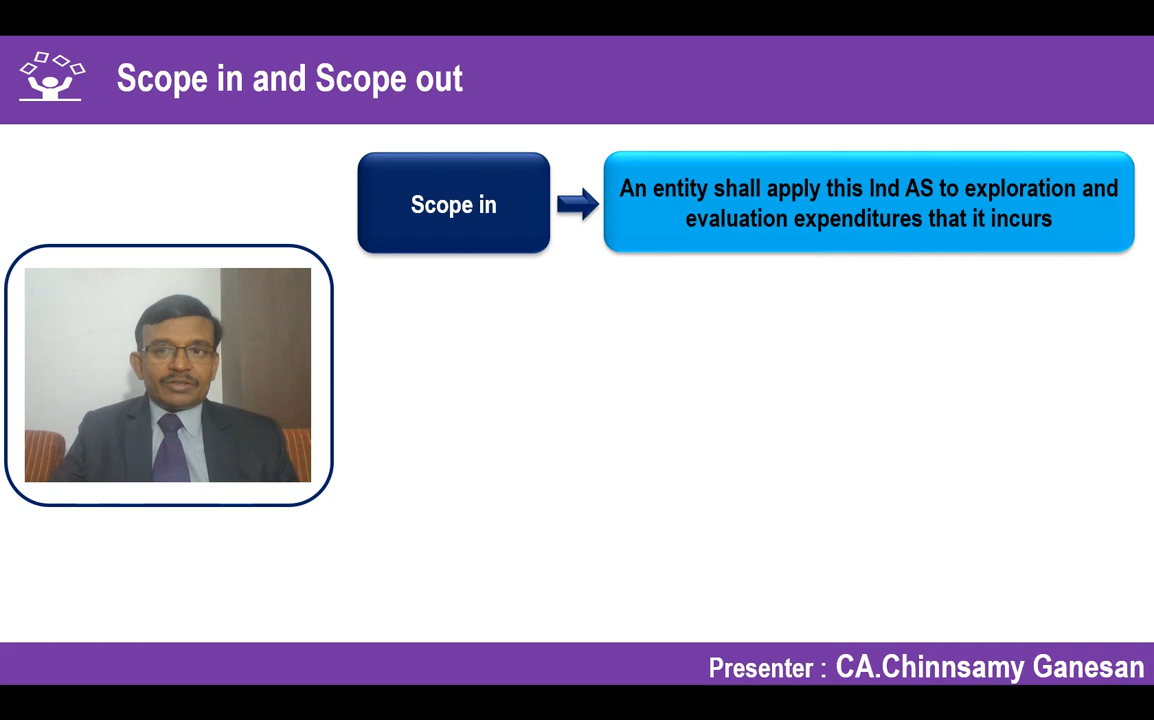 Scope in and Scope out
Scope in
An entity shall apply this Ind AS to exploration and
evaluation expenditures that it incurs
Presenter : CA.Chinnsamy Ganesan